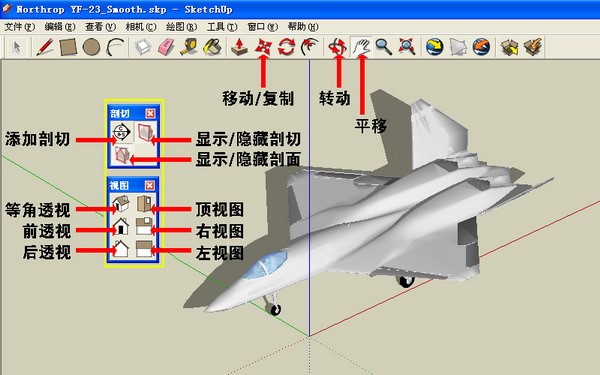 Northrop YF-23_Smooth.skp - SketchUp
文件(F) 编辑(E) 查看(V) 相机(C) 绘图(R) 工具(T) 窗口(W) 帮助(H)
移动/复制 转动 平移
剖切
添加剖切 显示/隐藏剖切
显示/隐藏剖面
视图
等角透视 顶视图
前透视 右视图
后透视 左视图